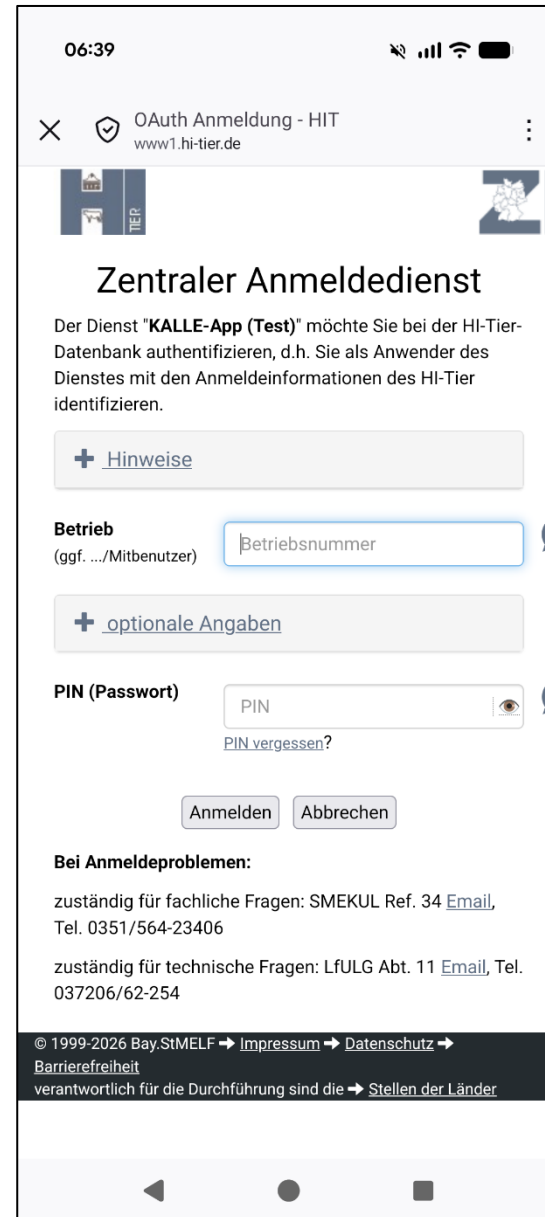 06:39
OAuth Anmeldung - HIT
www1.hi-tier.de
HI TIER
Z
Zentraler Anmeldedienst
Der Dienst "KALLE-App (Test)" möchte Sie bei der HI-Tier-
Datenbank authentifizieren, d.h. Sie als Anwender des
Dienstes mit den Anmeldeinformationen des HI-Tier
identifizieren.
Hinweise
Betrieb
(ggf. .../Mitbenutzer)
Betriebsnummer
optionale Angaben
PIN (Passwort)
PIN
PIN vergessen?
Anmelden Abbrechen
Bei Anmeldeproblemen:
zuständig für fachliche Fragen: SMEKUL Ref. 34 Email,
Tel. 0351/564-23406
zuständig für technische Fragen: LfULG Abt. 11 Email, Tel.
037206/62-254
© 1999-2026 Bay.StMELF ➔ Impressum ➔ Datenschutz ➔
Barrierefreiheit
verantwortlich für die Durchführung sind die ➔ Stellen der Länder